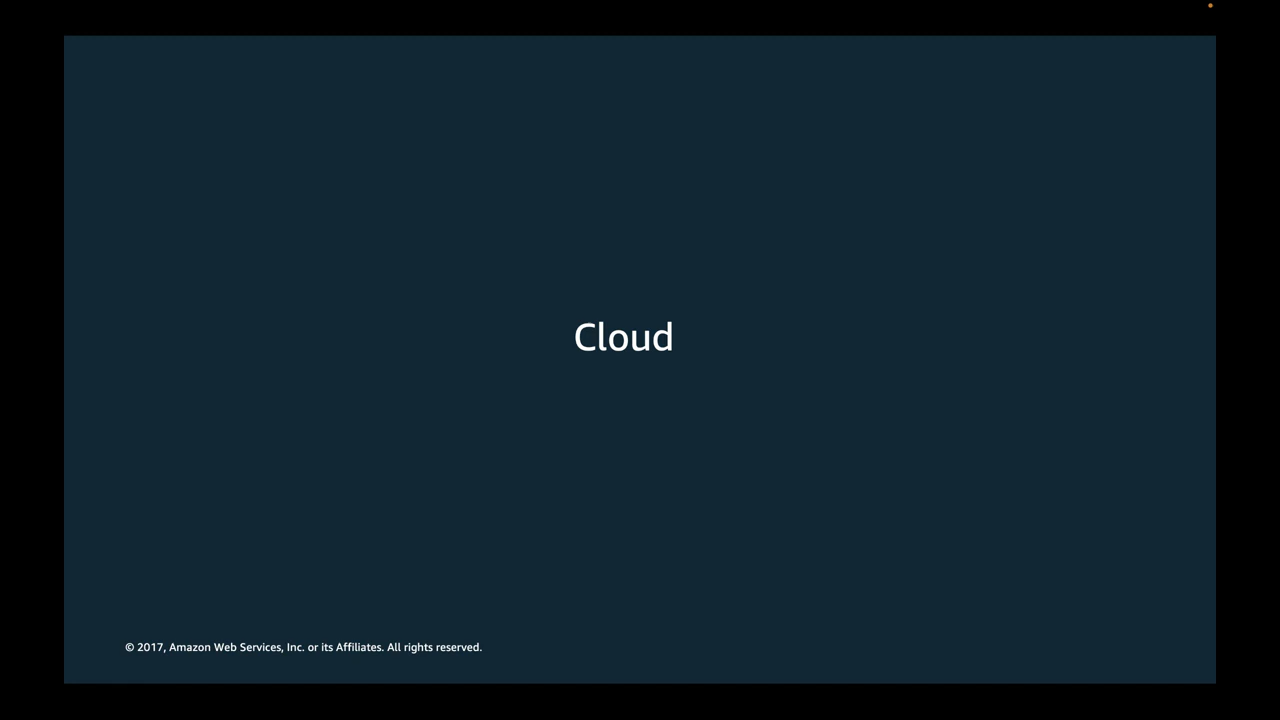 Cloud
© 2017, Amazon Web Services, Inc. or its Affiliates. All rights reserved.